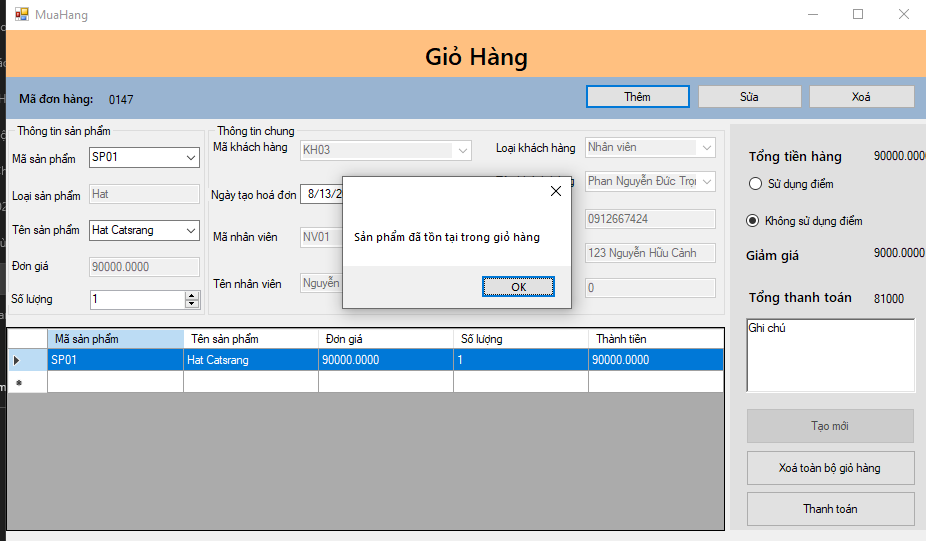 MuaHang
Giỏ Hàng
Mã đơn hàng: 0147
Thêm
Sửa
Xoá
Thông tin sản phẩm
Mã sản phẩm SP01
Loại sản phẩm Hat
Tên sản phẩm Hat Catsrang
Đơn giá 90000.0000
Số lượng 1
Thông tin chung
Mã khách hàng KH03
Loại khách hàng Nhân viên
Ngày tạo hoá đơn 8/13/2
Phan Nguyễn Đức Trọ
Mã nhân viên NV01
0912667424
123 Nguyễn Hữu Cảnh
Tên nhân viên Nguyễn
0
Sản phẩm đã tồn tại trong giỏ hàng
OK
Tổng tiền hàng 90000.000
Sử dụng điểm
Không sử dụng điểm
Giảm giá 9000.0000
Tổng thanh toán 81000
Ghi chú
Tạo mới
Xoá toàn bộ giỏ hàng
Thanh toán
Mã sản phẩm Tên sản phẩm Đơn giá Số lượng Thành tiền
SP01 Hat Catsrang 90000.0000 1 90000.0000